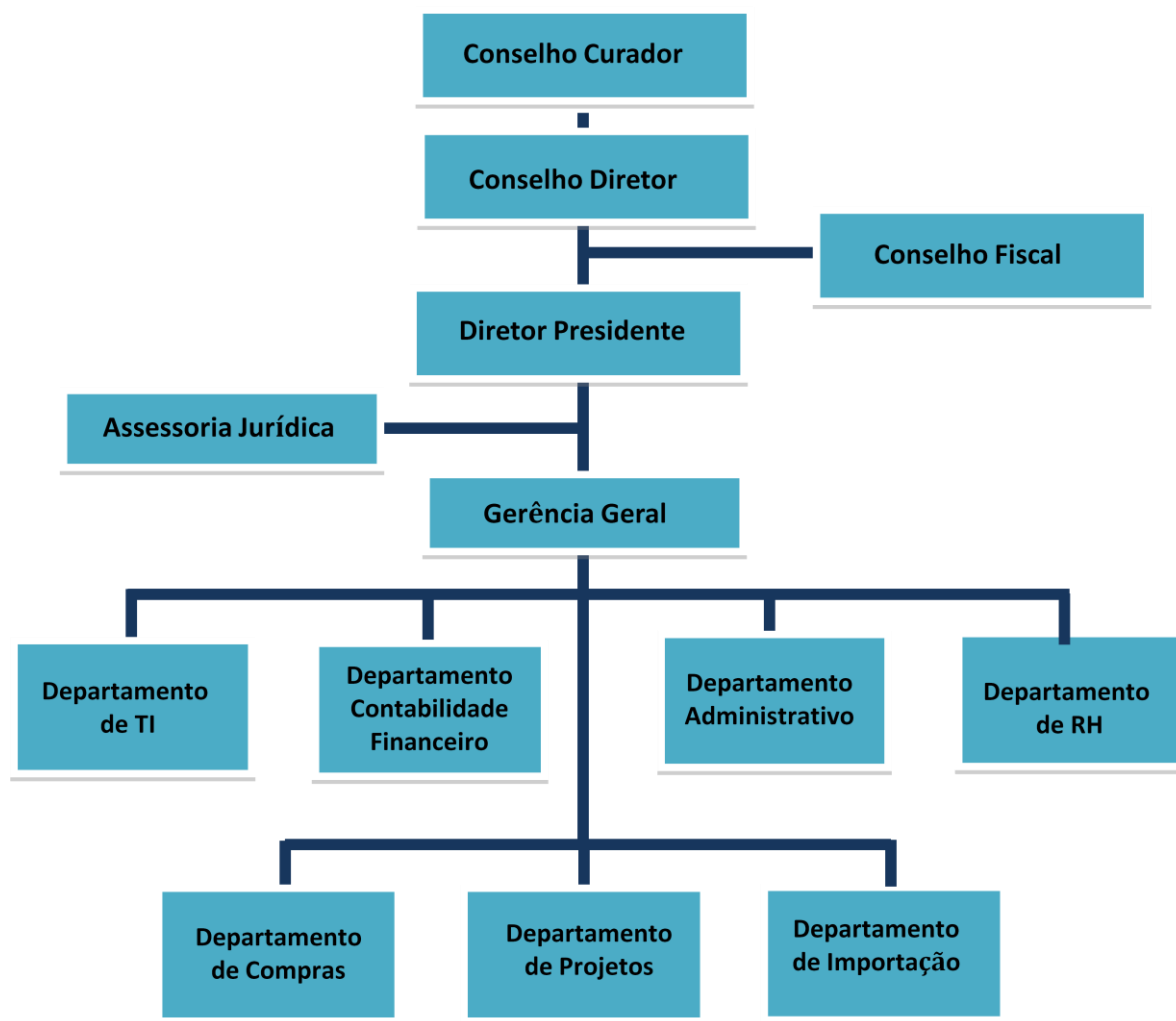 Conselho Curador
Conselho Diretor
Conselho Fiscal
Diretor Presidente
Assessoria Jurídica
Gerência Geral
Departamento
de TI
Departamento
Contabilidade
Financeiro
Departamento
Administrativo
Departamento
de RH
Departamento
de Compras
Departamento
de Projetos
Departamento
de Importação